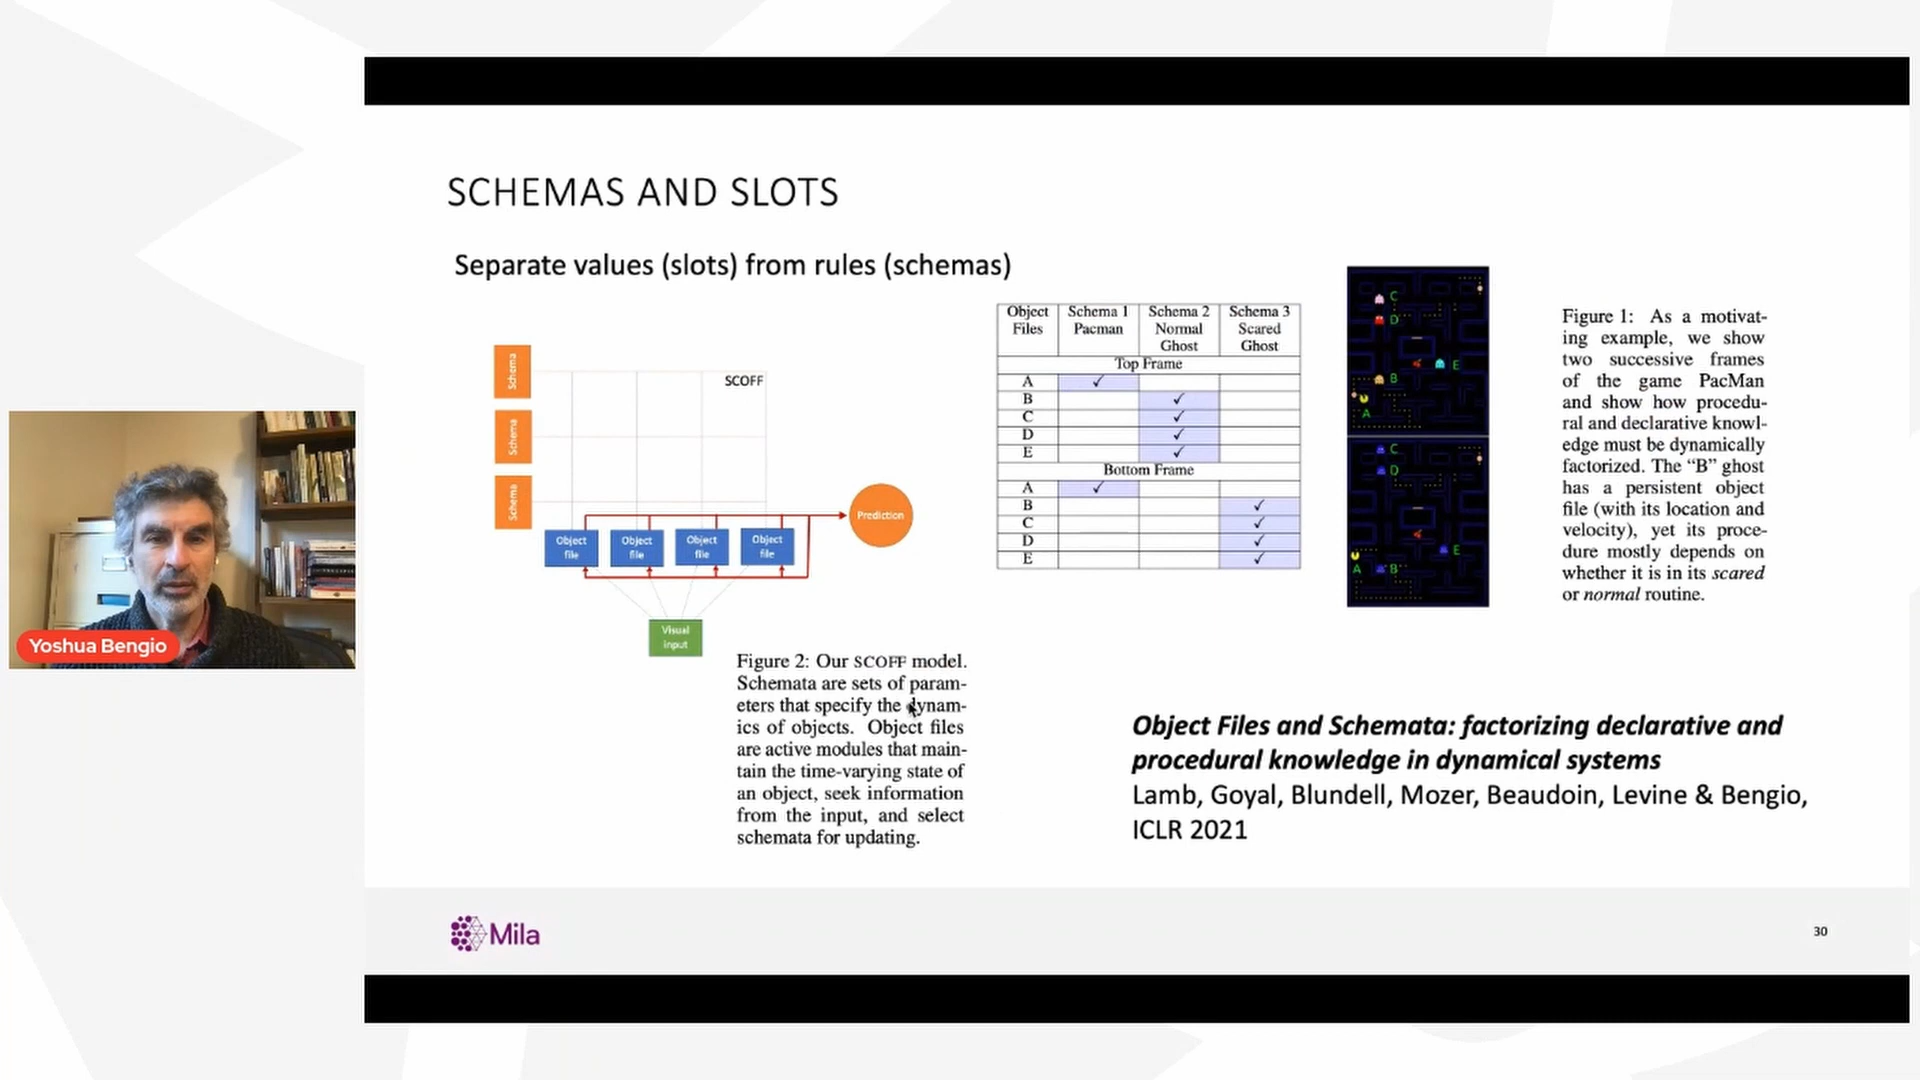 SCHEMAS AND SLOTS
Separate values (slots) from rules (schemas)
Schema
Schema
Schema
SCOFF
Object
file
Object
file
Object
file
Object
file
Prediction
Visual
input
Figure 2: Our SCOFF model.
Schemata are sets of param-
eters that specify the dynam-
ics of objects. Object files
are active modules that main-
tain the time-varying state of
an object, seek information
from the input, and select
schemata for updating.
Object Files Schema 1 Pacman Schema 2 Normal Ghost Schema 3 Scared Ghost
Top Frame
A ✓
B ✓
C ✓
D ✓
E ✓
Bottom Frame
A ✓
B ✓
C ✓
D ✓
E ✓
C
D
E
B
A
C
D
E
A B
Figure 1: As a motivat-
ing example, we show
two successive frames
of the game PacMan
and show how procedu-
ral and declarative knowl-
edge must be dynamically
factorized. The “B” ghost
has a persistent object
file (with its location and
velocity), yet its proce-
dure mostly depends on
whether it is in its scared
or normal routine.
Object Files and Schemata: factorizing declarative and
procedural knowledge in dynamical systems
Lamb, Goyal, Blundell, Mozer, Beaudoin, Levine & Bengio,
ICLR 2021
Yoshua Bengio
Mila
30